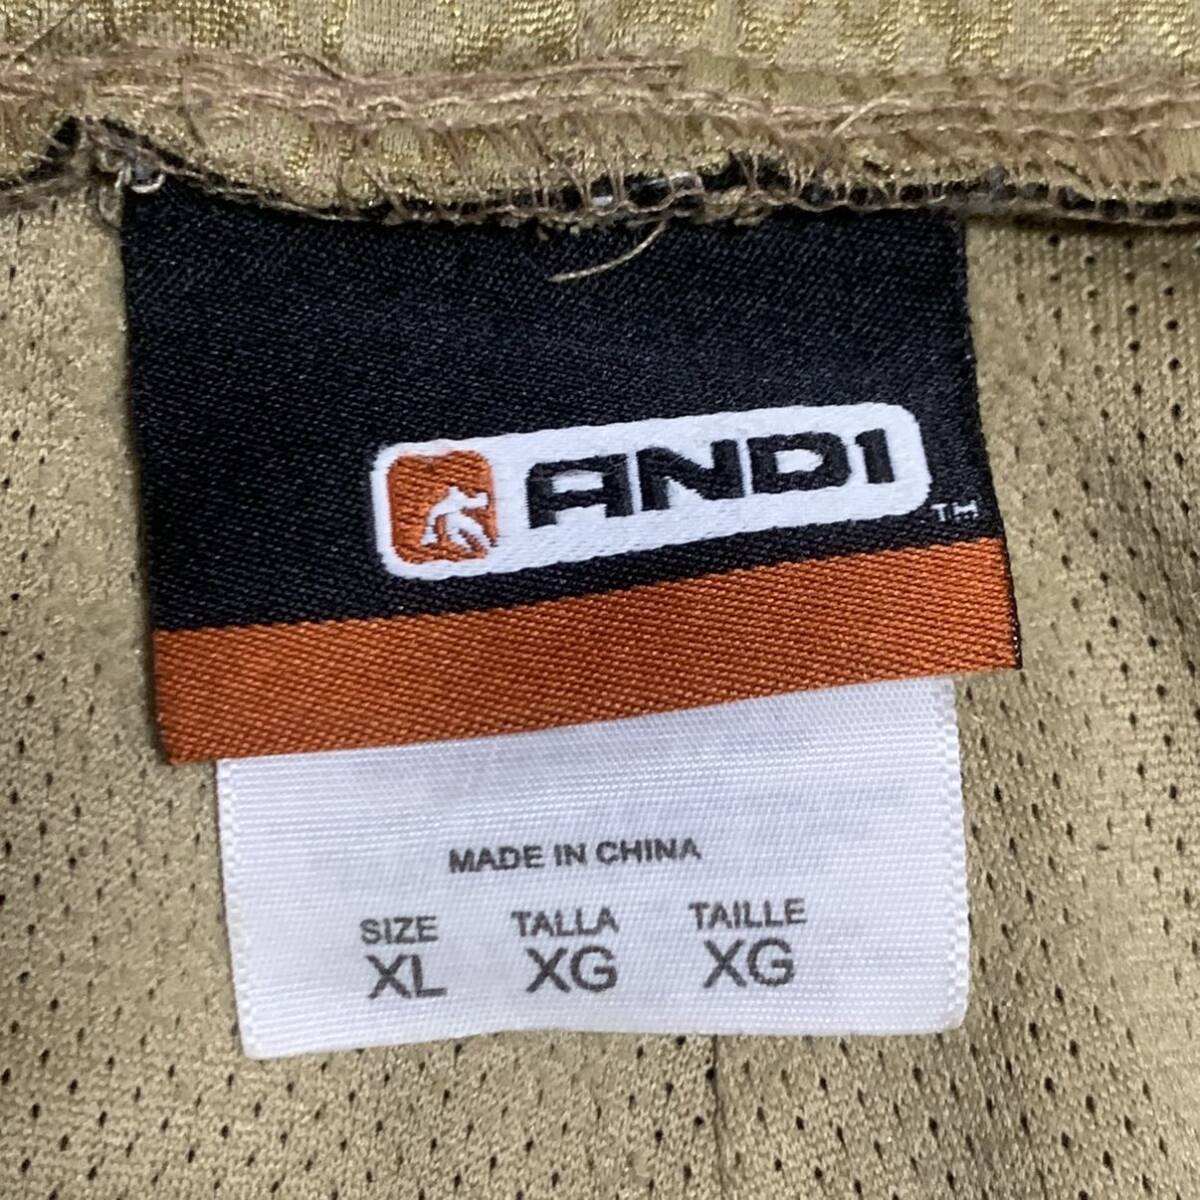 AND1 TM
MADE IN CHINA
SIZE TALLA TAILLE
XL XG XG